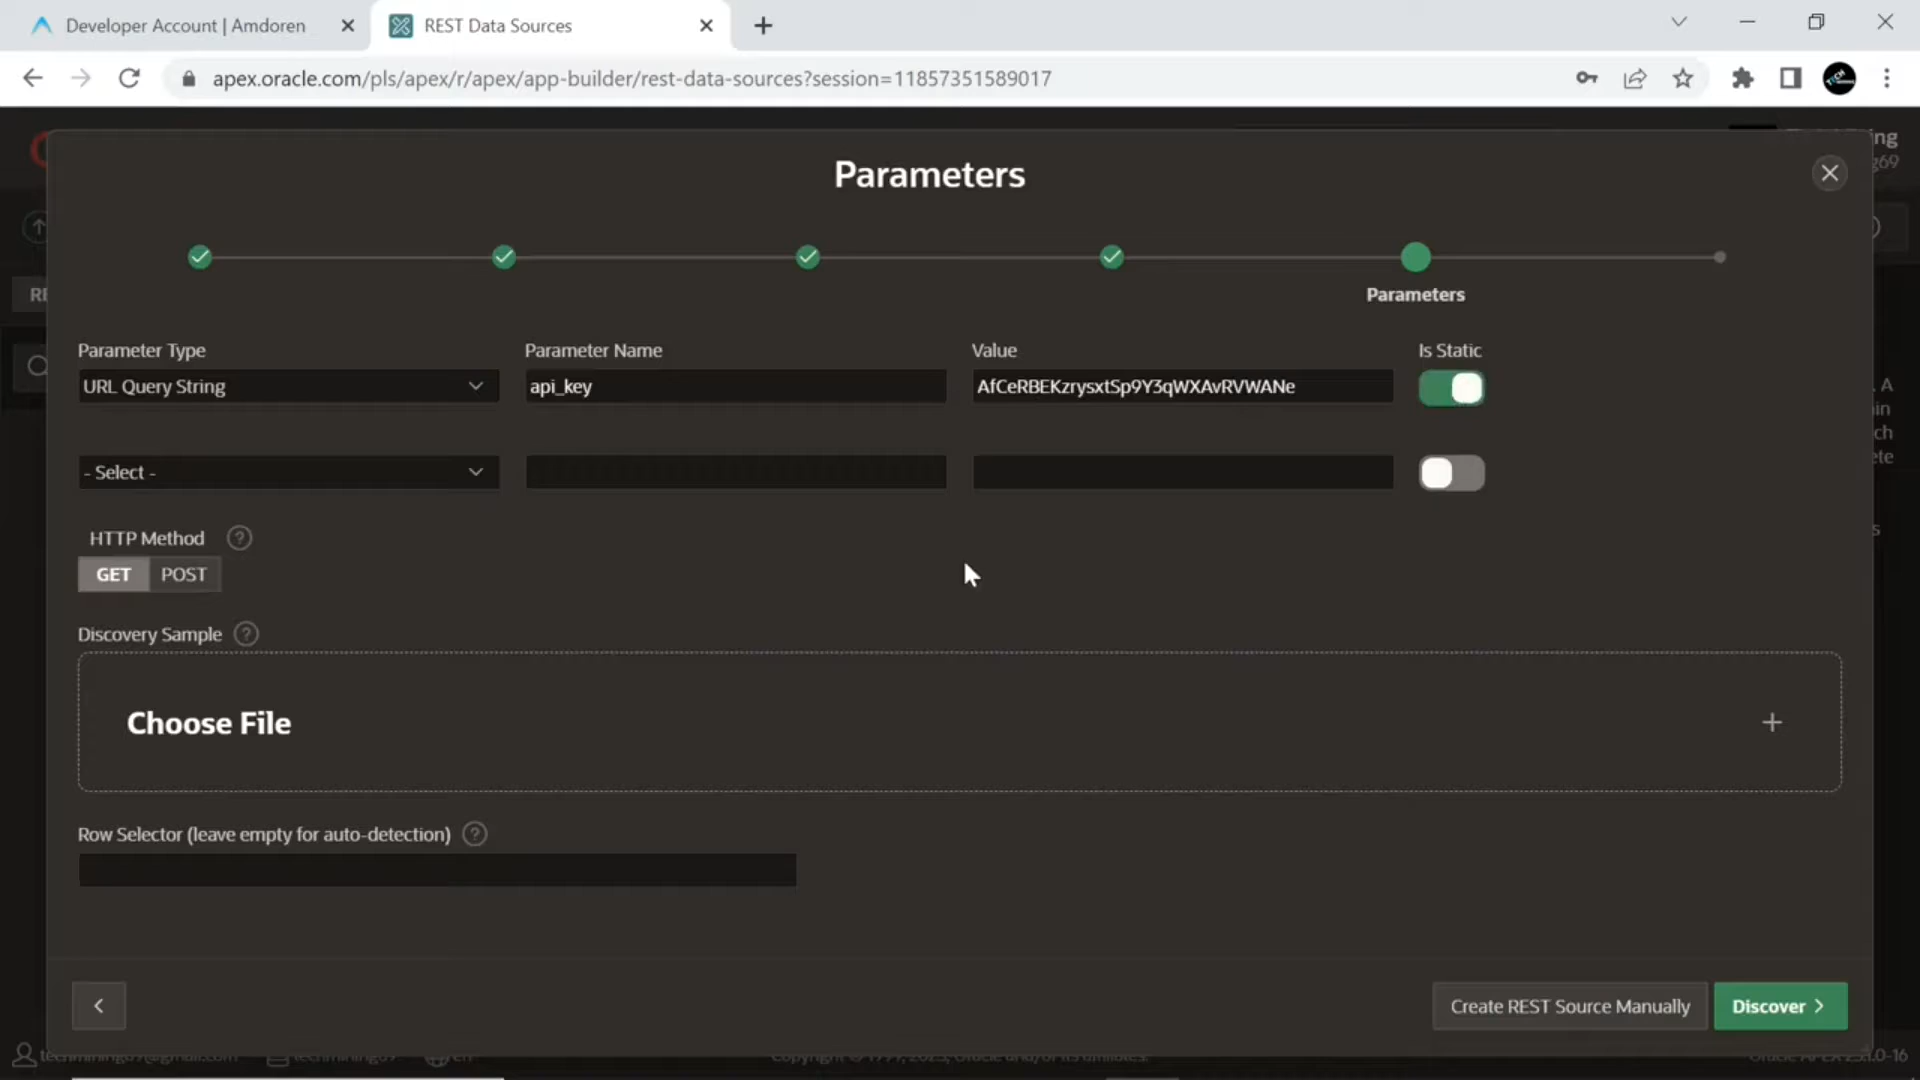 Developer Account | Amdoren
REST Data Sources
apex.oracle.com/pls/apex/r/apex/app-builder/rest-data-sources?session=11857351589017
Parameters
Parameters
Parameter Type
Parameter Name
Value
Is Static
URL Query String
api_key
AfCeRBEKzrysxtSp9Y3qWXAvRVWANe
- Select -
HTTP Method
GET
POST
Discovery Sample
Choose File
Row Selector (leave empty for auto-detection)
Create REST Source Manually
Discover